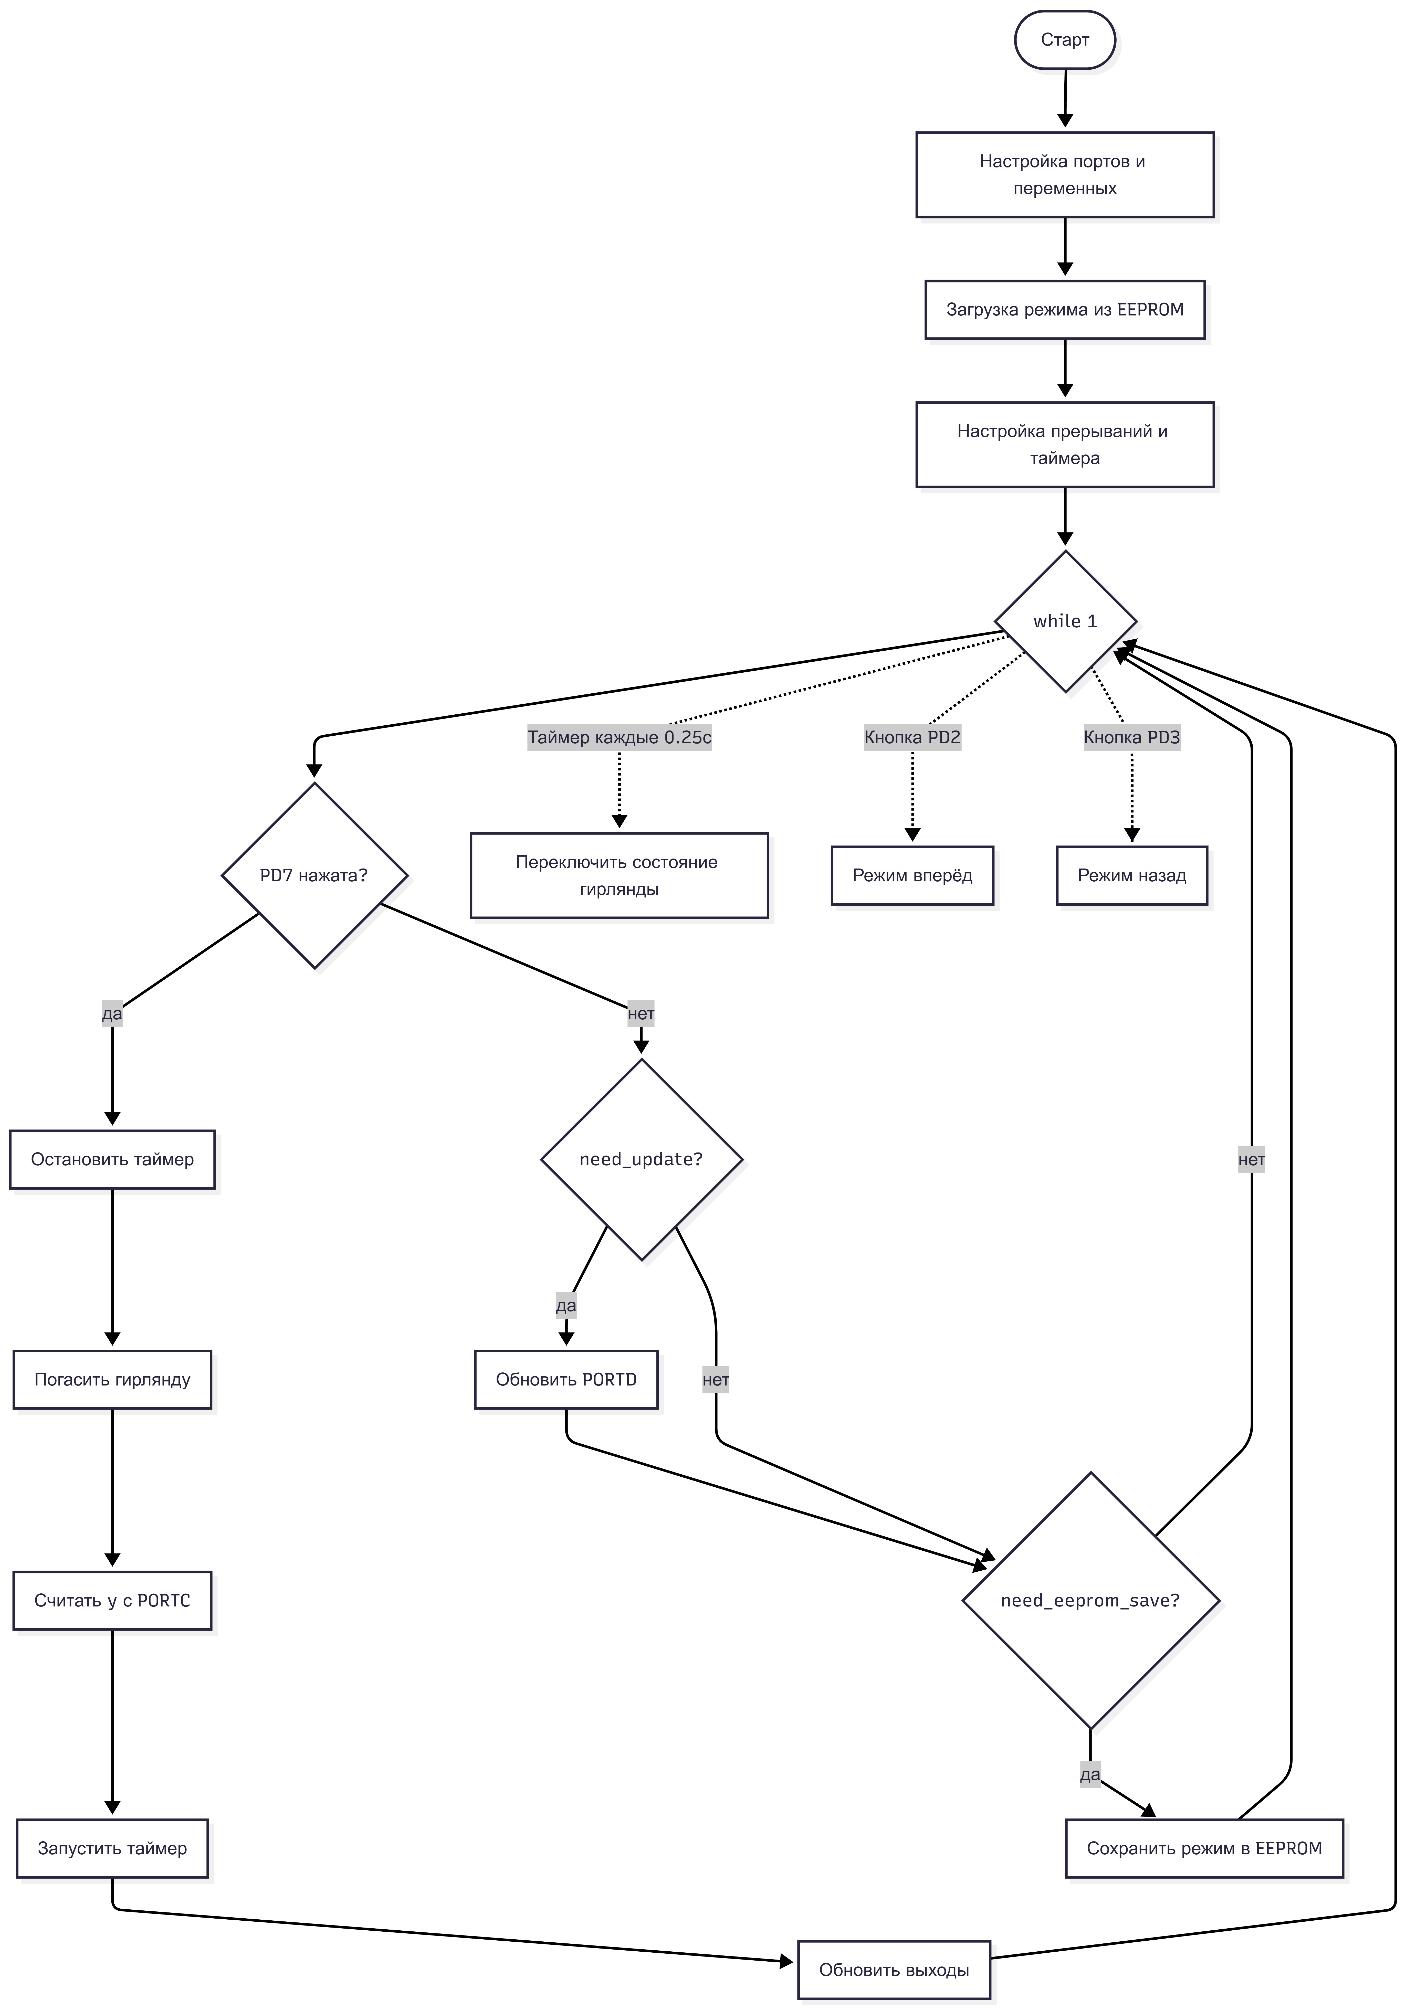 Старт
Настройка портов и
переменных
Загрузка режима из EEPROM
Настройка прерываний и
таймера
while 1
Таймер каждые 0.25с
Кнопка PD2
Кнопка PD3
PD7 нажата?
Переключить состояние
гирлянды
Режим вперёд
Режим назад
да
нет
Остановить таймер
need_update?
нет
да
Погасить гирлянду
Обновить PORTD
нет
Считать y с PORTC
need_eeprom_save?
да
Запустить таймер
Сохранить режим в EEPROM
Обновить выходы